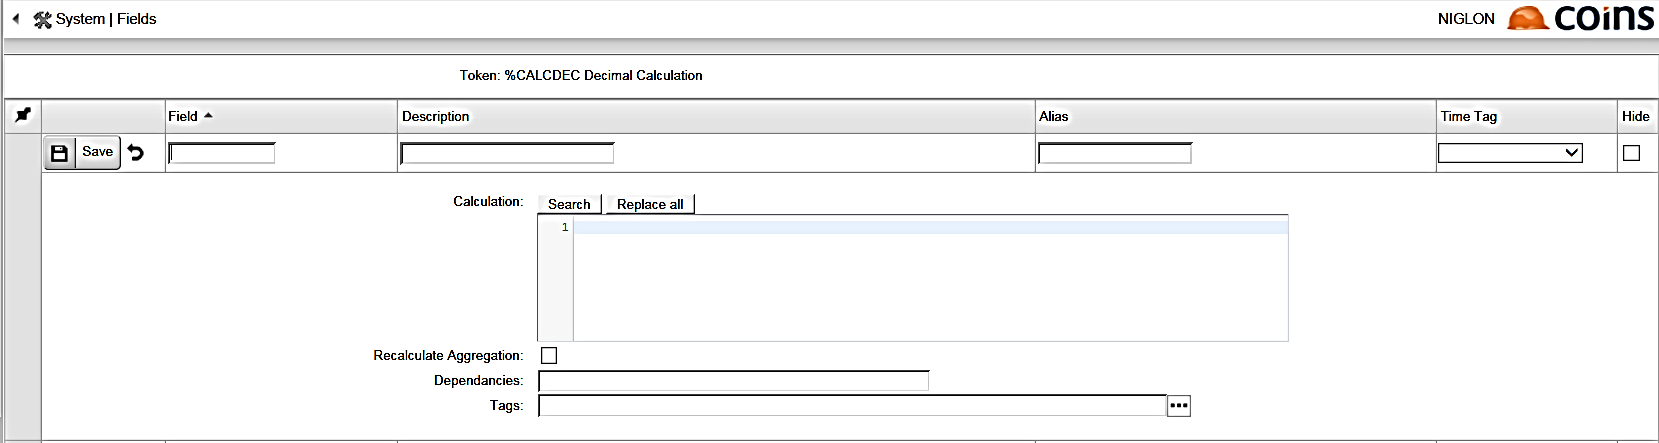 System | Fields
NIGLON coins
Token: %CALCDEC Decimal Calculation
Field Description Alias Time Tag Hide
Save
Calculation: Search Replace all
1
Recalculate Aggregation:
Dependancies:
Tags: